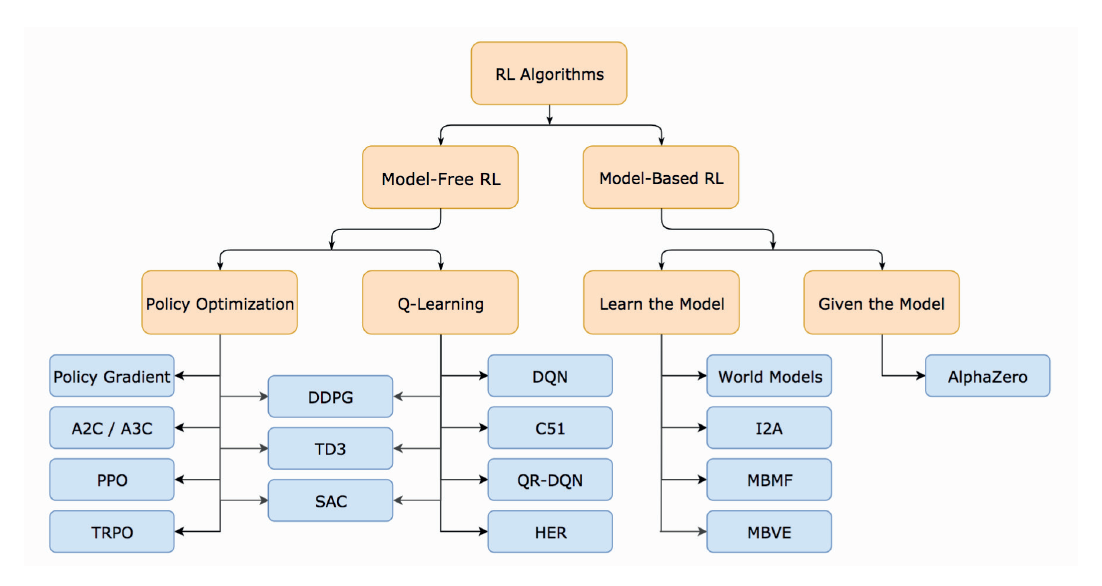 RL Algorithms
Model-Free RL
Model-Based RL
Policy Optimization
Q-Learning
Learn the Model
Given the Model
Policy Gradient
DDPG
DQN
World Models
AlphaZero
A2C / A3C
TD3
C51
I2A
PPO
SAC
QR-DQN
MBMF
TRPO
HER
MBVE